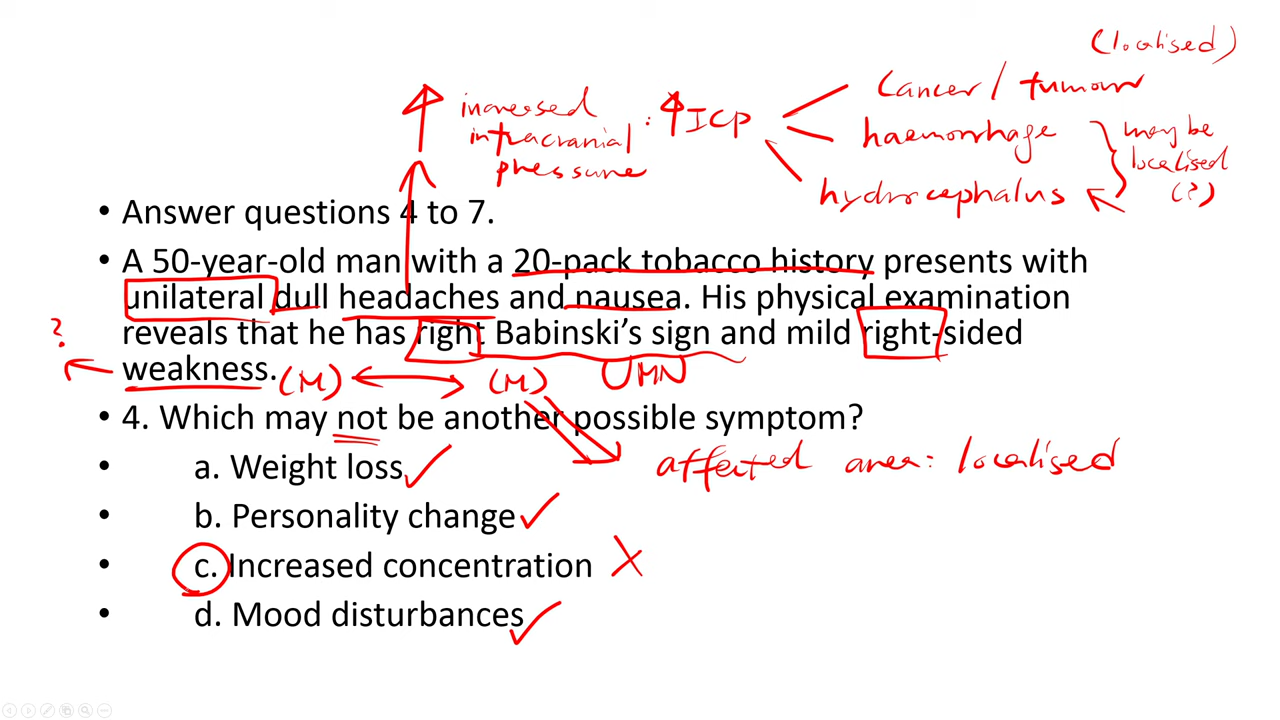 (localised)
Cancer / tumour
increased : ↑ICP
haemorrhage
may be
intracranial
localised
pressure
hydrocephalus
(?)
• Answer questions 4 to 7.
• A 50-year-old man with a 20-pack tobacco history presents with
unilateral dull headaches and nausea. His physical examination
reveals that he has right Babinski’s sign and mild right-sided
?
weakness. (M) (M) UMN
• 4. Which may not be another possible symptom?
• a. Weight loss
affected area: localised
• b. Personality change
• c. Increased concentration
• d. Mood disturbances